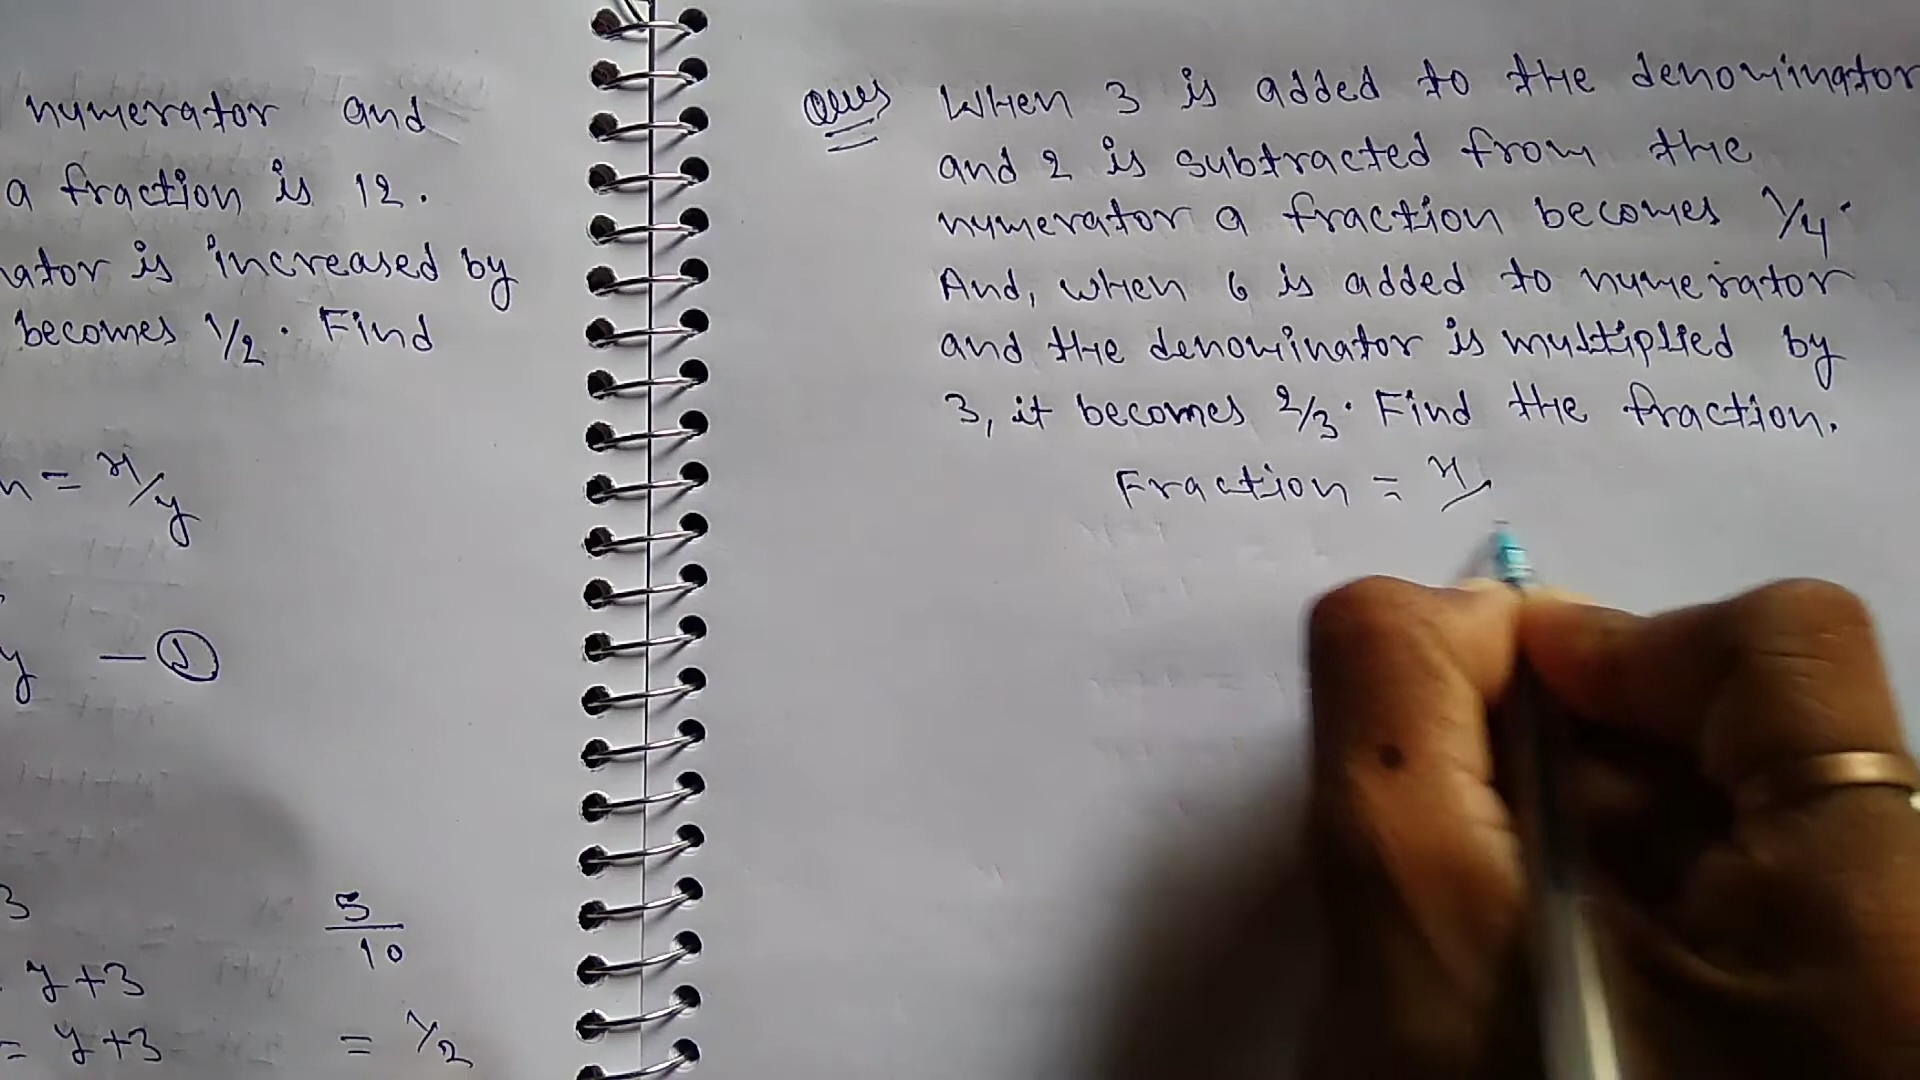 numerator and
a fraction is 12.
ator is increased by
becomes 1/2. Find
n = x/y
y — ①
3
y+3
= y+3
5
10
= 1/2
Ques When 3 is added to the denominator
and 2 is subtracted from the
numerator a fraction becomes 1/4.
And, when 6 is added to numerator
and the denominator is multiplied by
3, it becomes 2/3. Find the fraction.
Fraction = x/